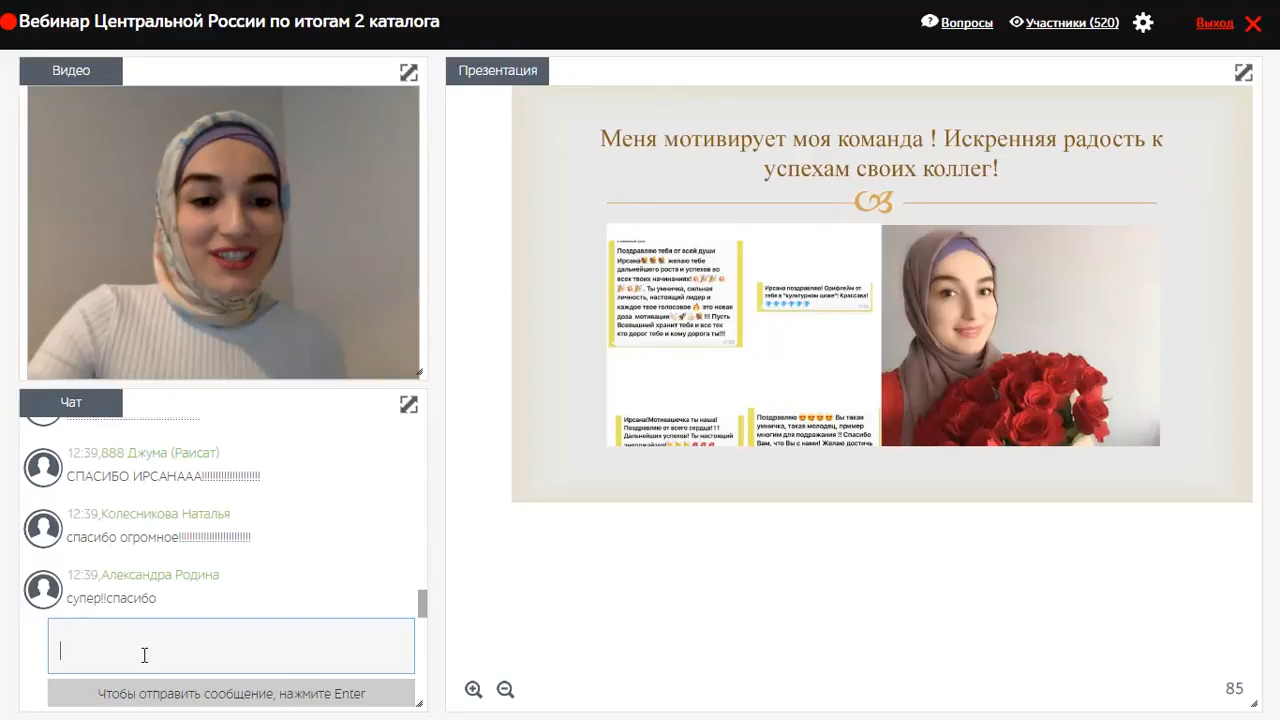 Вебинар Центральной России по итогам 2 каталога
Вопросы
Участники (520)
Выход
Видео
Презентация
Меня мотивирует моя команда ! Искренняя радость к
успехам своих коллег!
Поздравляю тебя от всей души
Ирсана🎉🎉🎉 желаю тебе
дальнейшего роста и успехов во
всех твоих начинаниях!
Ты умничка, сильная
личность, настоящий лидер и
каждое твое голосовое 🔥 это новая
доза мотивации !!! Пусть
Всевышний хранит тебя и все тех
кто дорог тебе и кому дорога ты!!!!
Ирсана поздравляю! Орифлейм от
тебя в "культурном шоке"! Крассава!
💎💎💎💎💎💎
Ирсана!Мотивашечка ты наша!
Поздравляю от всего сердца! ! !
Дальнейших успехов! Ты настоящий
Поздравляю 😍😍😍😍 Вы такая
умничка, такая молодец, пример
многим для подражания !! Спасибо
Вам, что Вы с нами! Желаю достичь
Чат
12:39,888 Джума (Раисат)
СПАСИБО ИРСАНААА!!!!!!!!!!!!!!!!!!!!!
12:39,Колесникова Наталья
спасибо огромное!!!!!!!!!!!!!!!!!!!!!!!!!!
12:39,Александра Родина
супер!!спасибо
Чтобы отправить сообщение, нажмите Enter
85